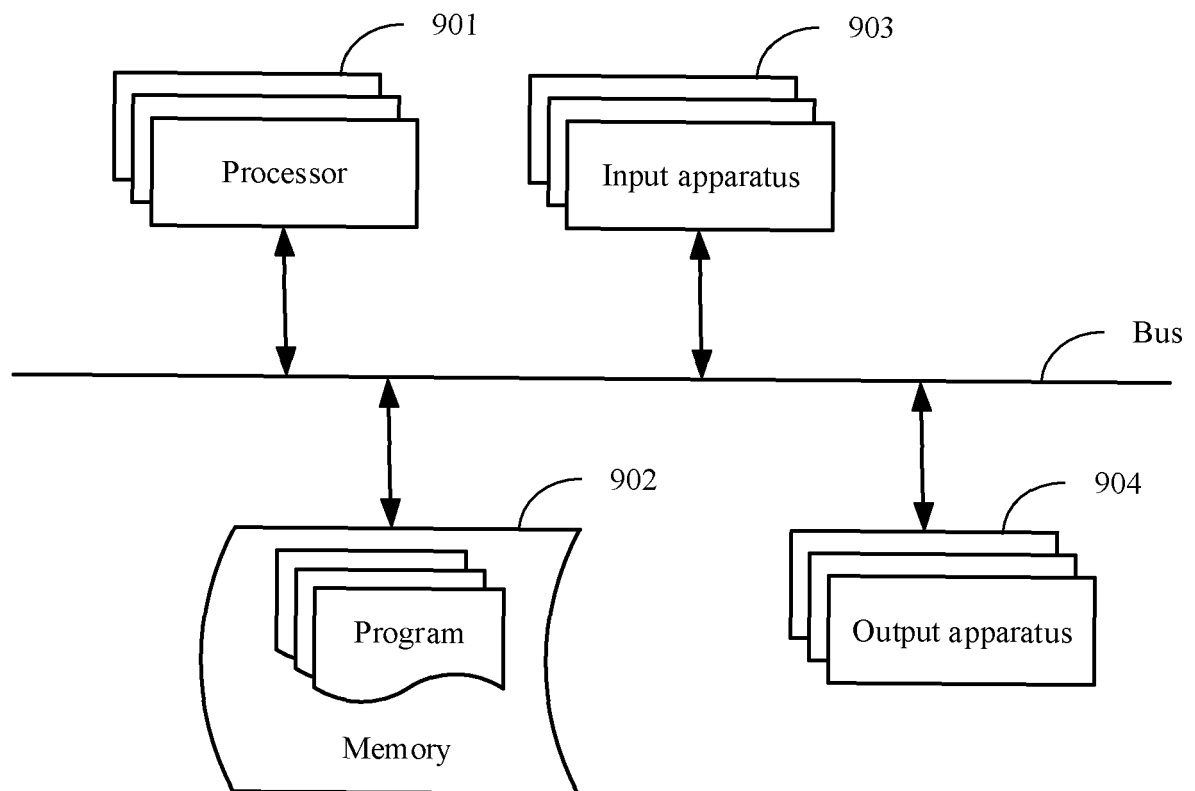 901
903
Processor
Input apparatus
Bus
902
904
Program
Output apparatus
Memory